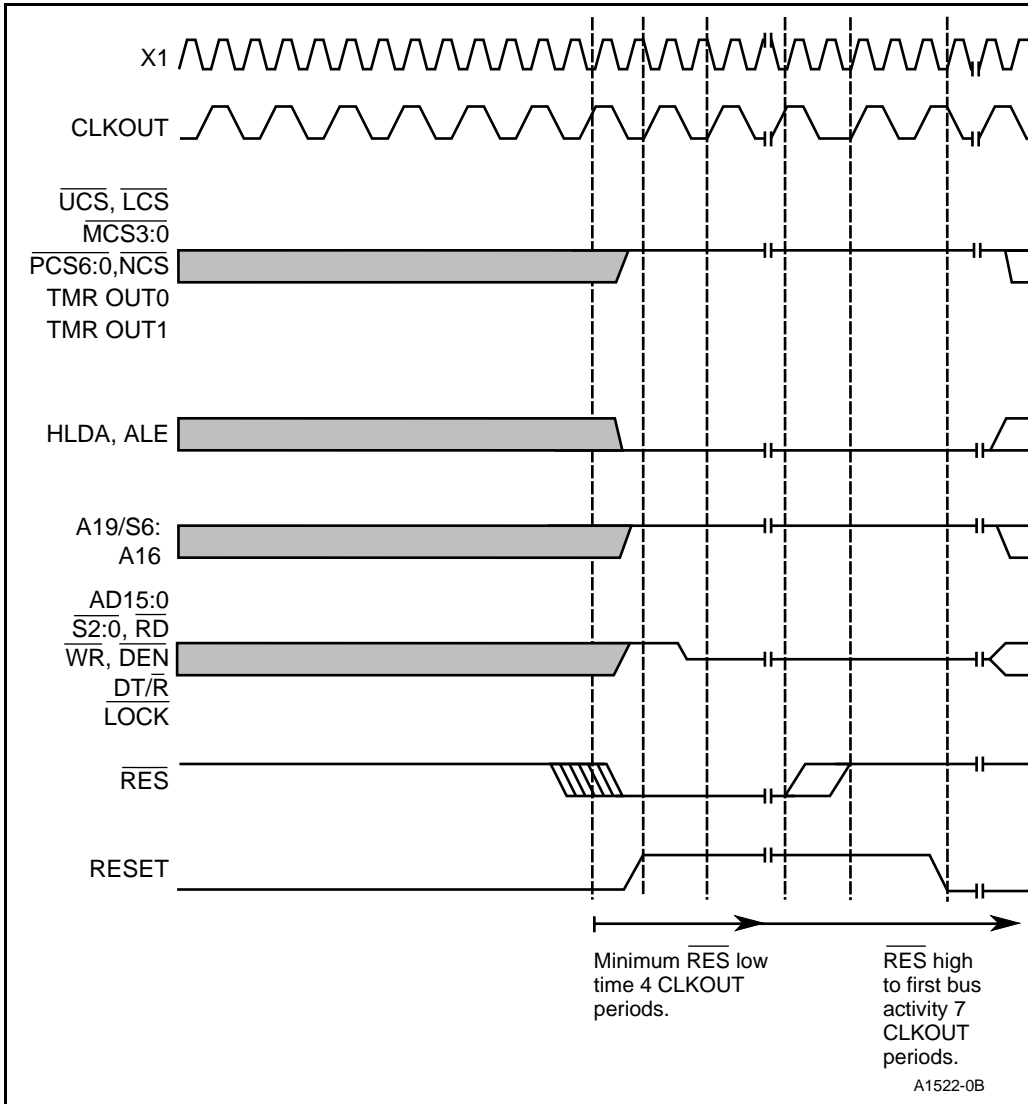 X1
CLKOUT
UCS, LCS
MCS3:0
PCS6:0,NCS
TMR OUT0
TMR OUT1
HLDA, ALE
A19/S6:
A16
AD15:0
S2:0, RD
WR, DEN
DT/R
LOCK
RES
RESET
Minimum RES low
time 4 CLKOUT
periods.
RES high
to first bus
activity 7
CLKOUT
periods.
A1522-0B